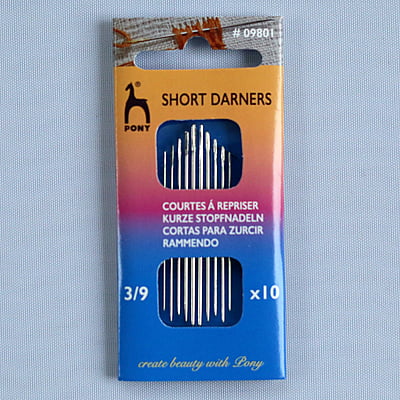 # 09801
PONY
SHORT DARNERS
COURTES Á REPRISER
KURZE STOPFNADELN
CORTAS PARA ZURCIR
RAMMENDO
3/9 x10
create beauty with Pony